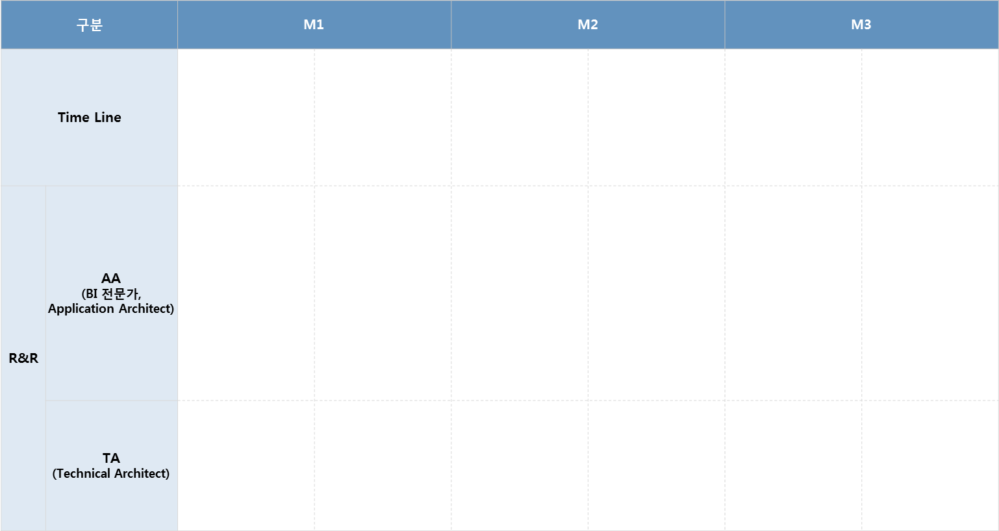 구분
M1
M2
M3
Time Line
R&R
AA
(BI 전문가,
Application Architect)
TA
(Technical Architect)